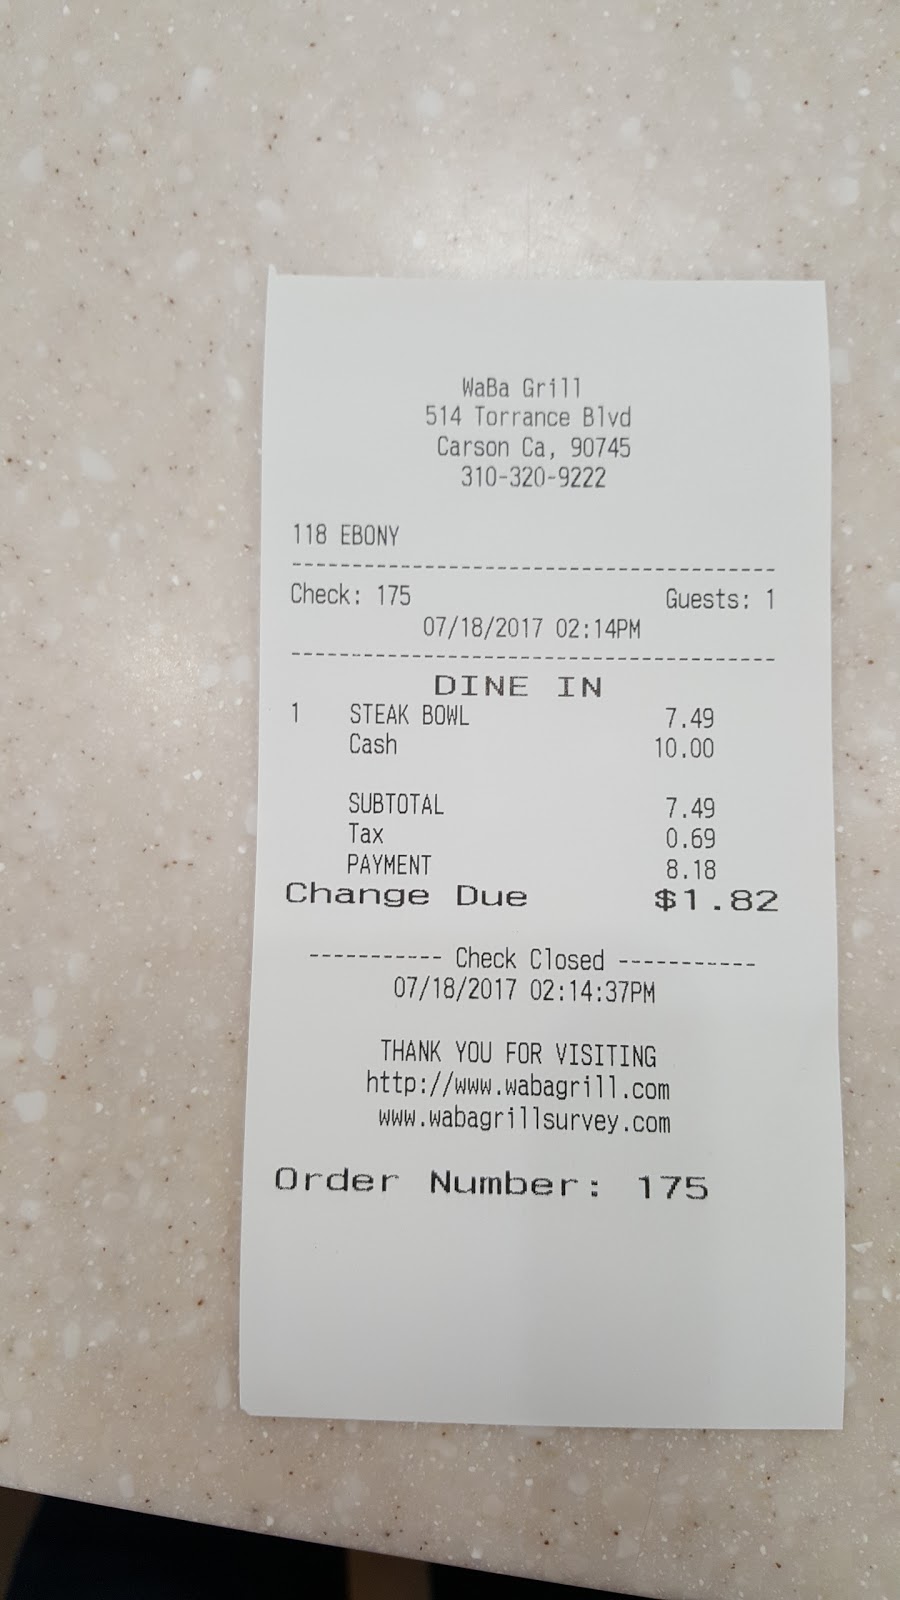 WaBa Grill
514 Torrance Blvd
Carson Ca, 90745
310-320-9222
118 EBONY
---------------------------------------
Check: 175 Guests: 1
07/18/2017 02:14PM
---------------------------------------
DINE IN
1 STEAK BOWL 7.49
Cash 10.00
SUBTOTAL 7.49
Tax 0.69
PAYMENT 8.18
Change Due $1.82
----------- Check Closed -----------
07/18/2017 02:14:37PM
THANK YOU FOR VISITING
http://www.wabagrill.com
www.wabagrillsurvey.com
Order Number: 175